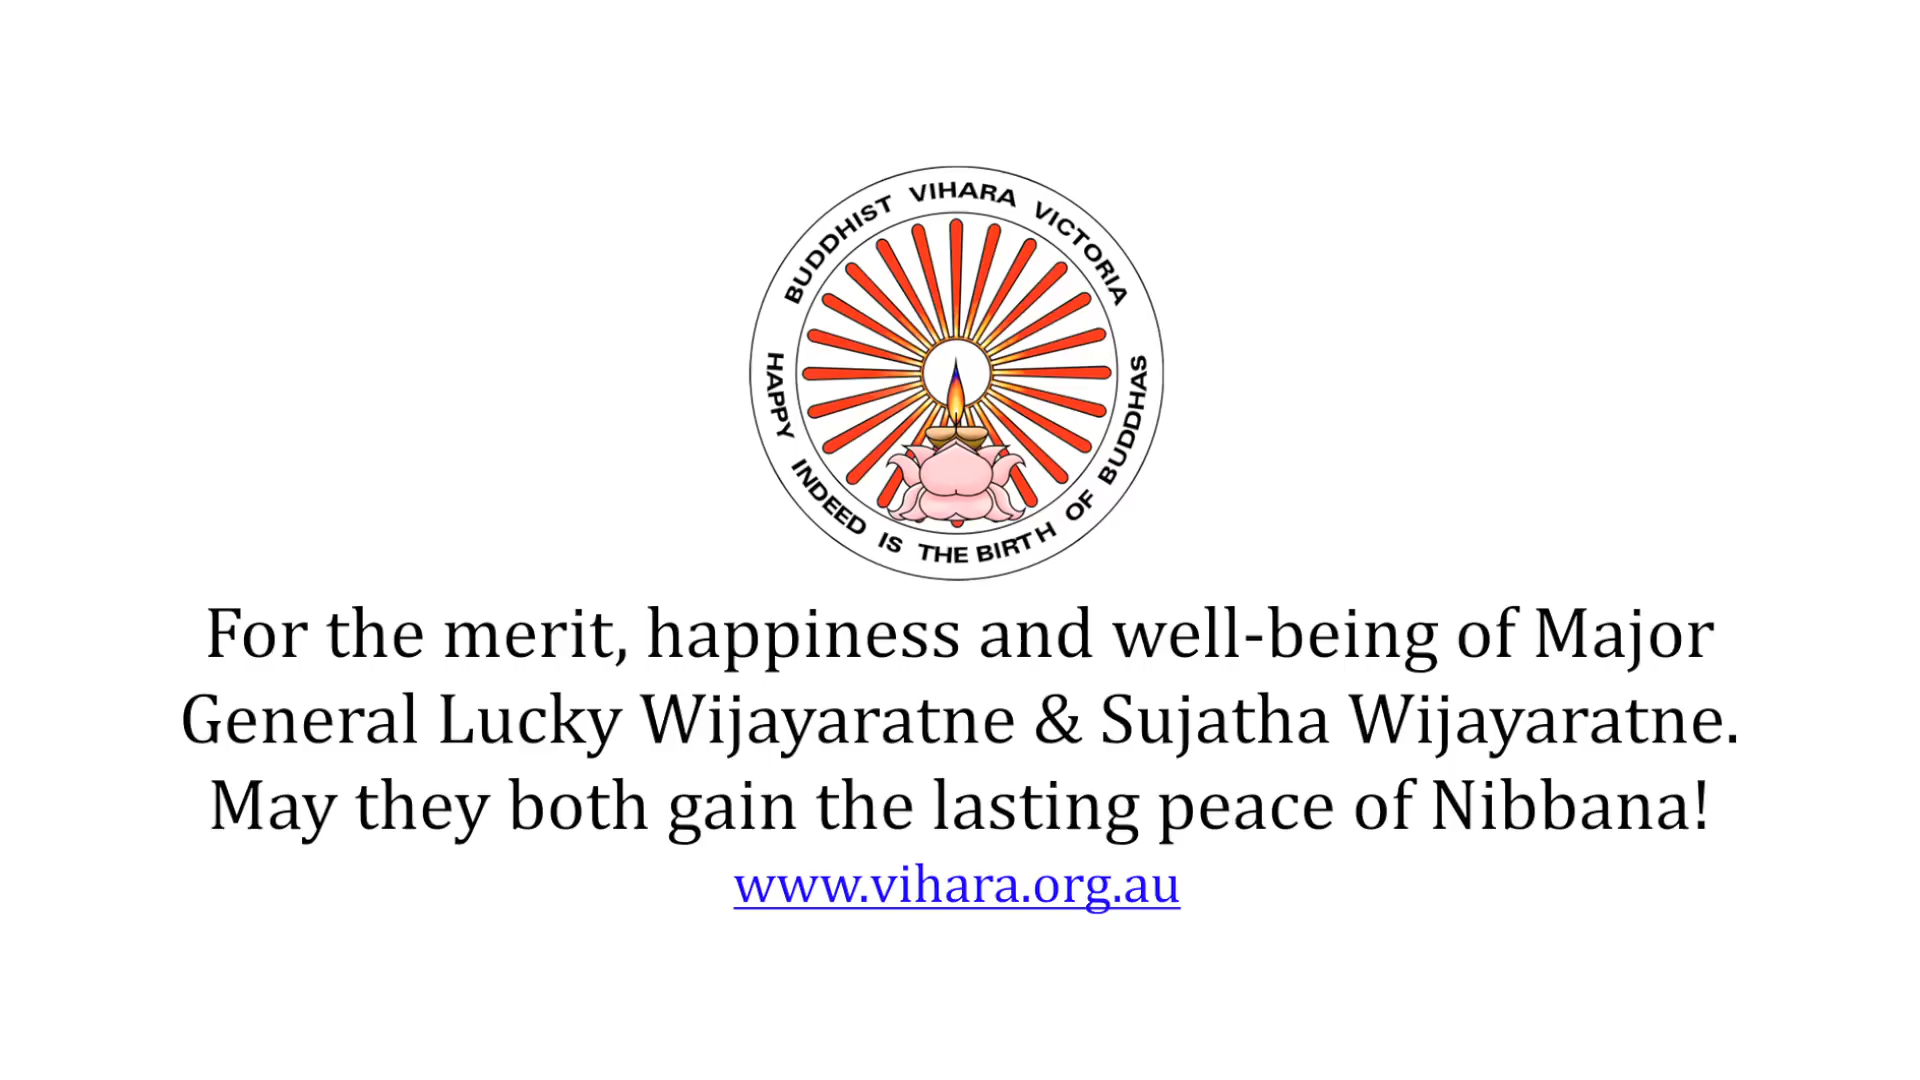 BUDDHIST VIHARA VICTORIA
HAPPY INDEED IS THE BIRTH OF BUDDHAS
For the merit, happiness and well-being of Major
General Lucky Wijayaratne & Sujatha Wijayaratne.
May they both gain the lasting peace of Nibbana!
www.vihara.org.au